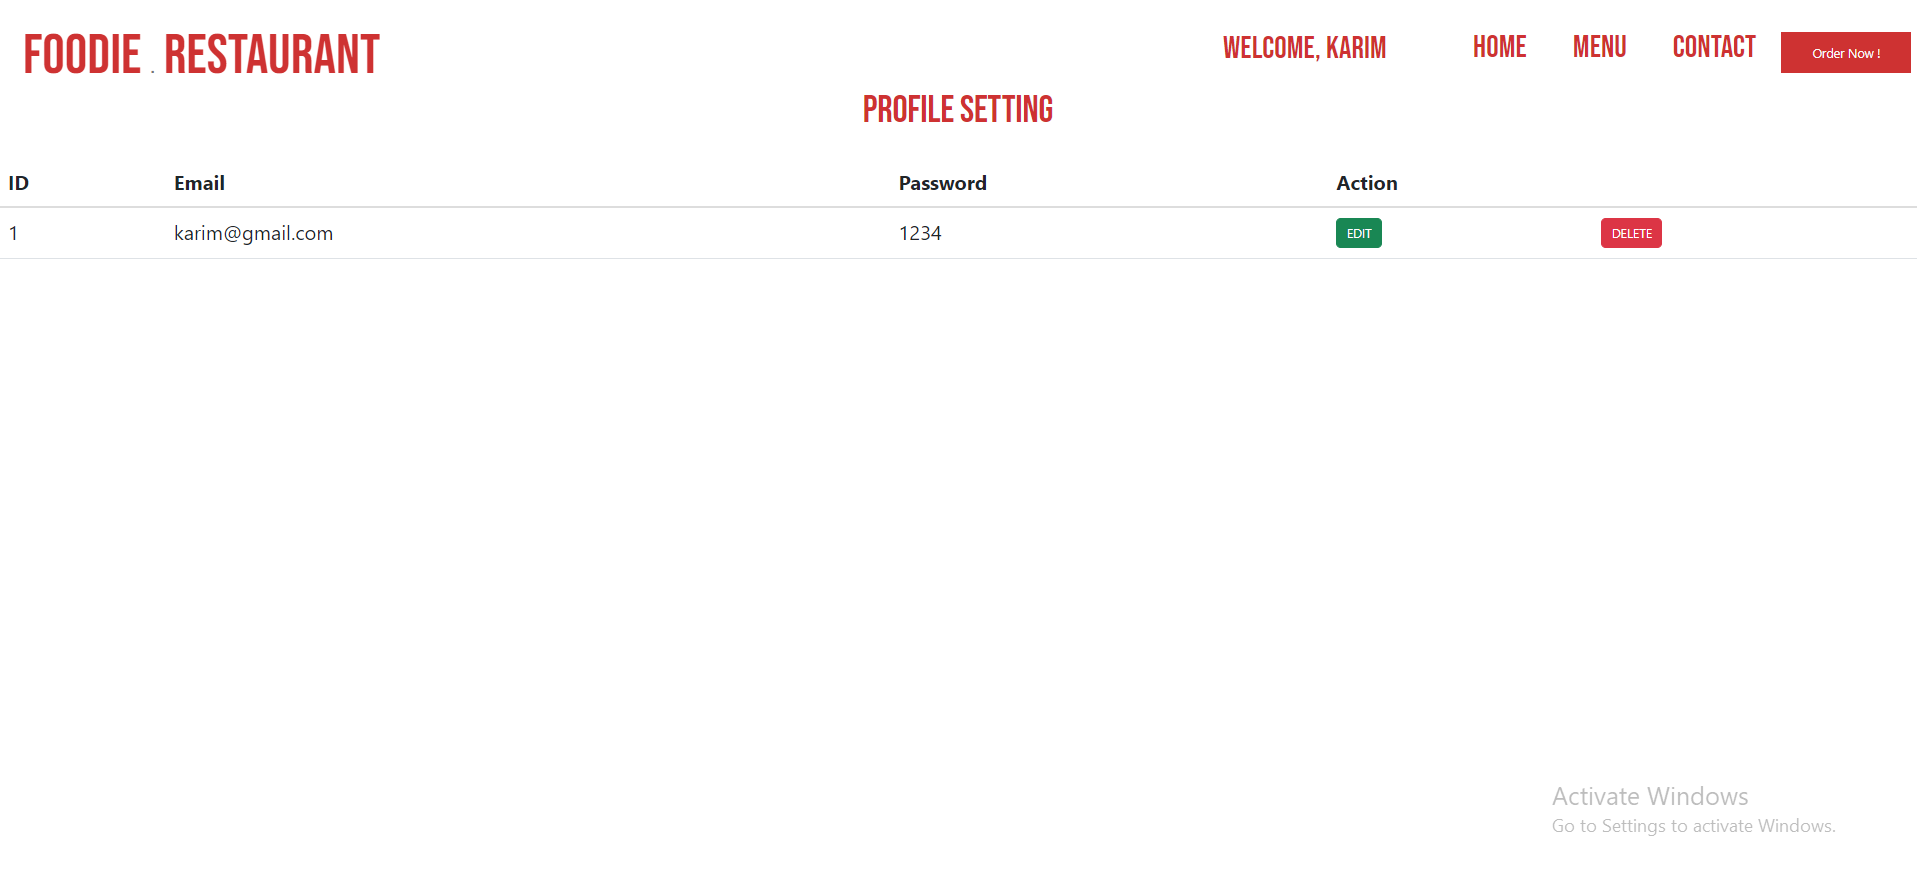 FOODIE . RESTAURANT
WELCOME, KARIM
HOME
MENU
CONTACT
Order Now !
PROFILE SETTING
ID Email Password Action
1 karim@gmail.com 1234 EDIT DELETE
Activate Windows
Go to Settings to activate Windows.